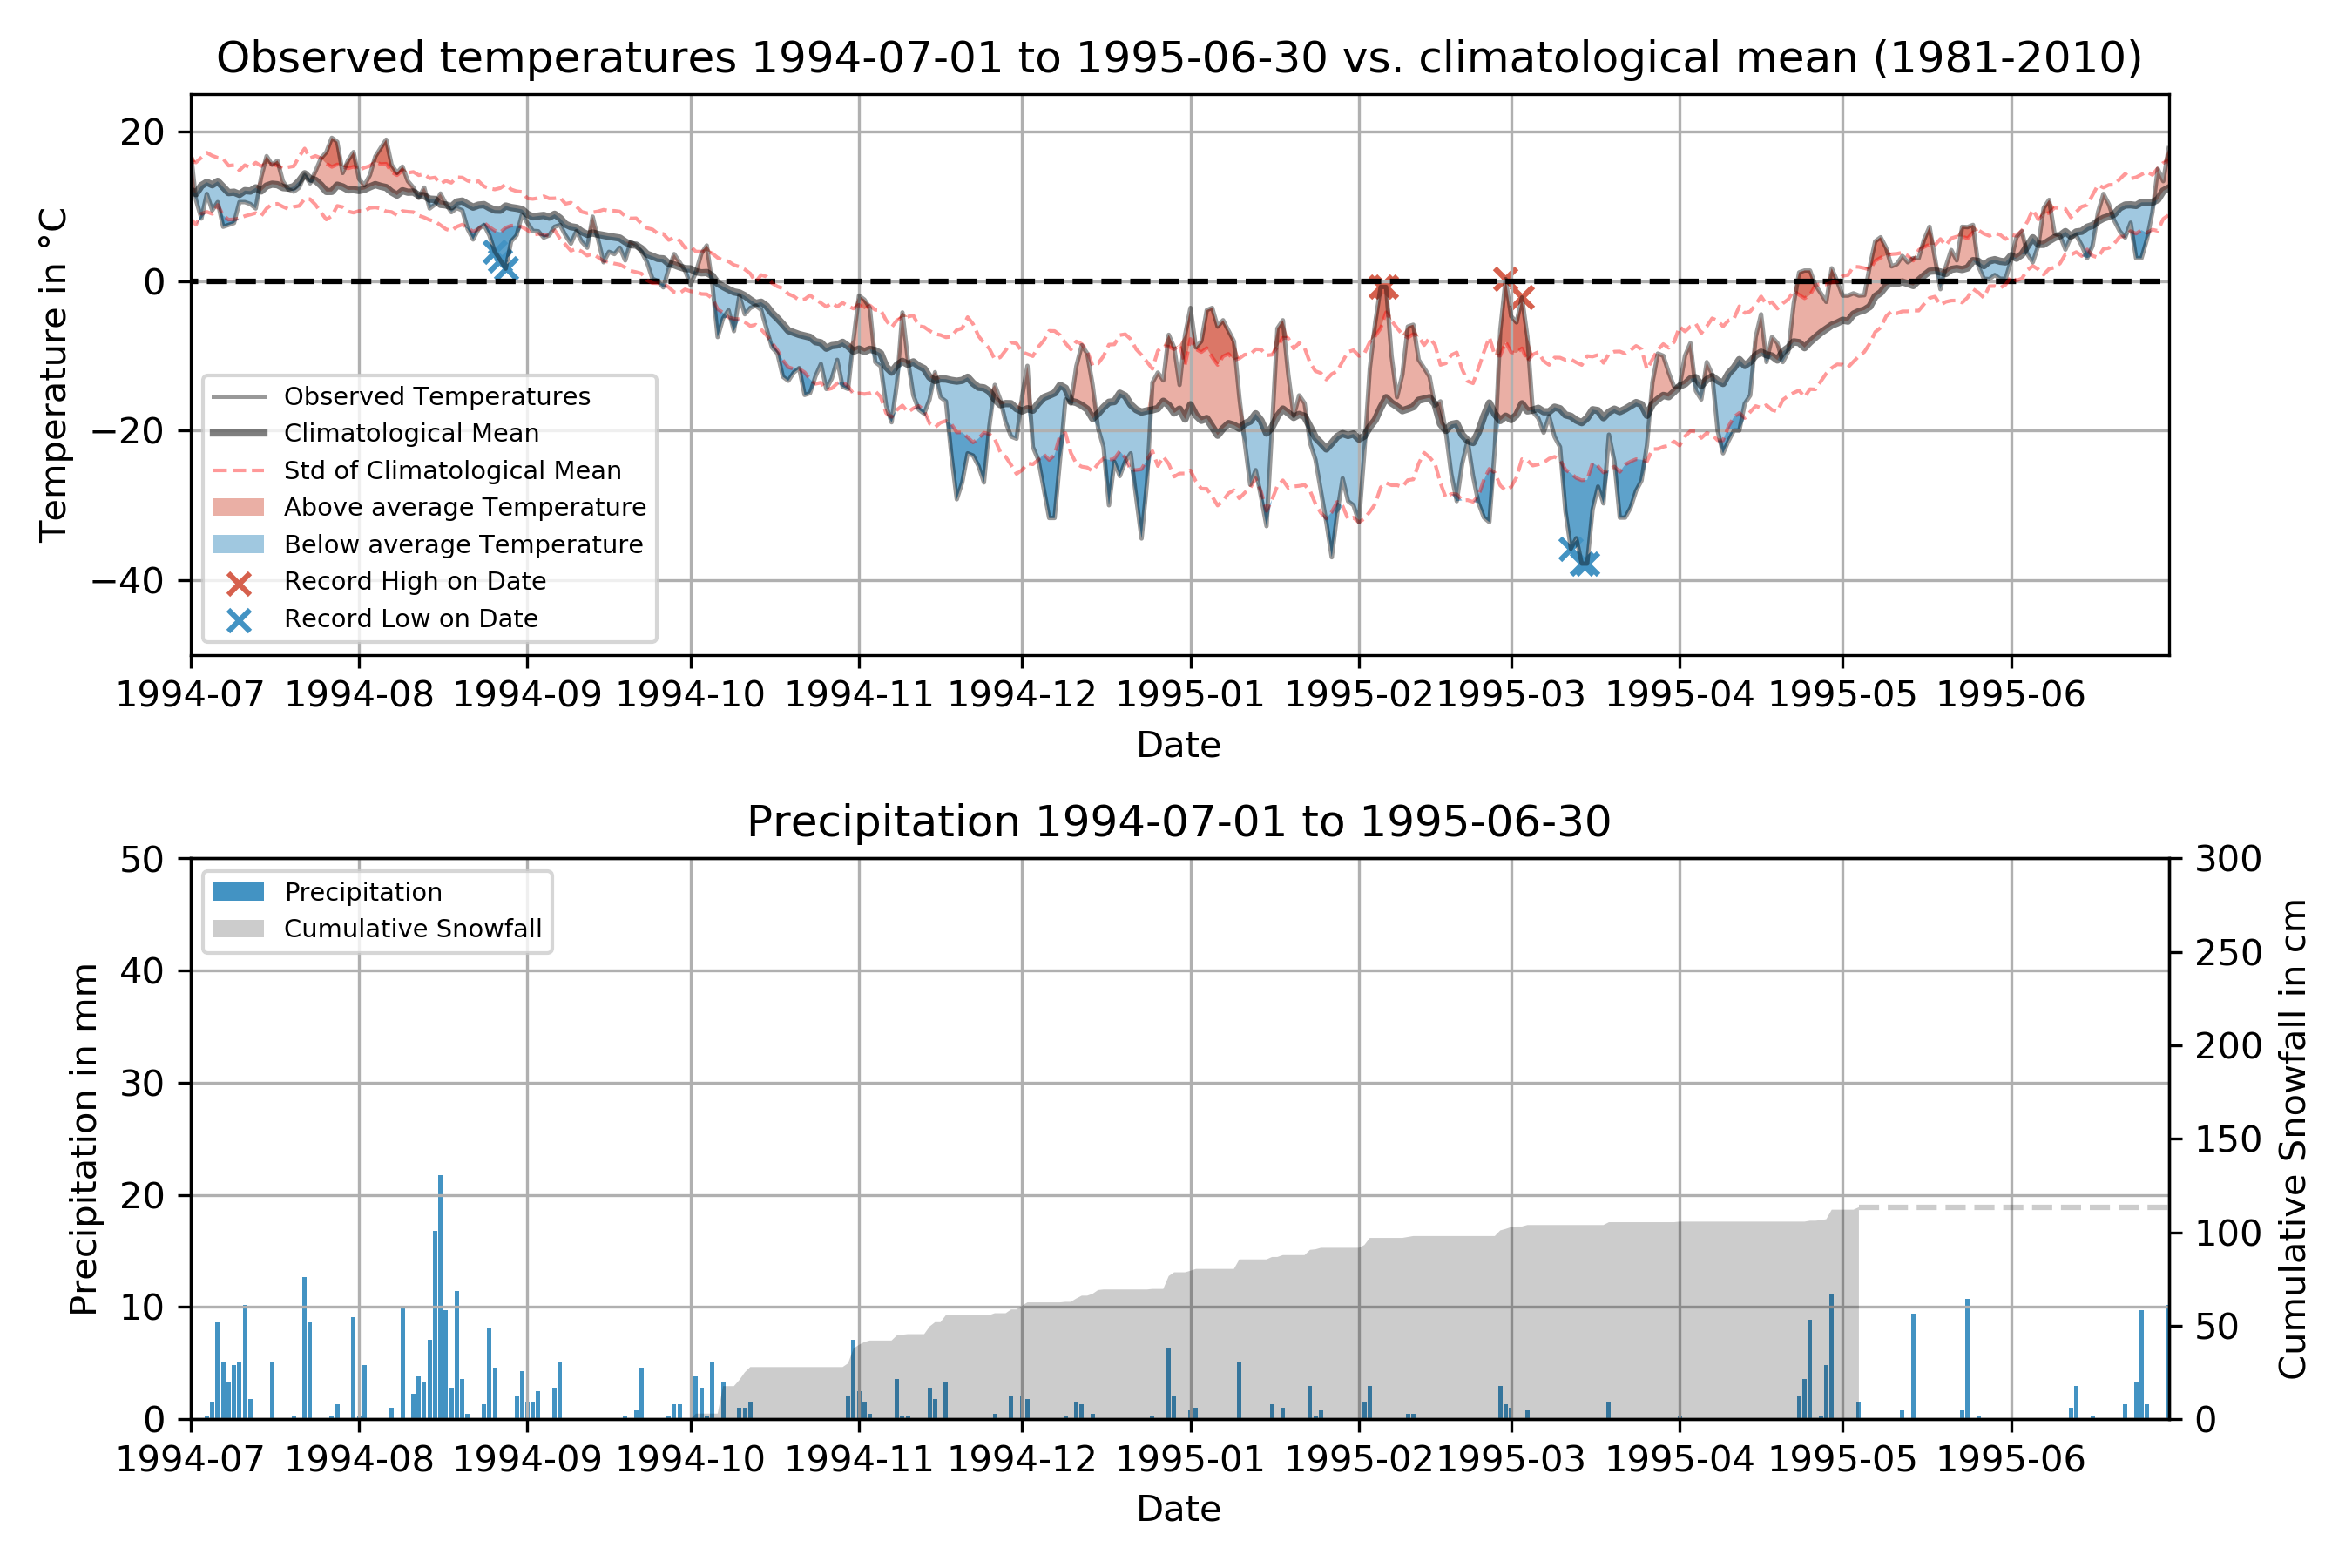 Observed temperatures 1994-07-01 to 1995-06-30 vs. climatological mean (1981-2010)
Temperature in °C
20
0
−20
−40
Observed Temperatures
Climatological Mean
Std of Climatological Mean
Above average Temperature
Below average Temperature
Record High on Date
Record Low on Date
1994-07 1994-08 1994-09 1994-10 1994-11 1994-12 1995-01 1995-02 1995-03 1995-04 1995-05 1995-06
Date
Precipitation 1994-07-01 to 1995-06-30
Precipitation in mm
50
40
30
20
10
0
Precipitation
Cumulative Snowfall
300
250
200
150
100
50
0
Cumulative Snowfall in cm
1994-07 1994-08 1994-09 1994-10 1994-11 1994-12 1995-01 1995-02 1995-03 1995-04 1995-05 1995-06
Date